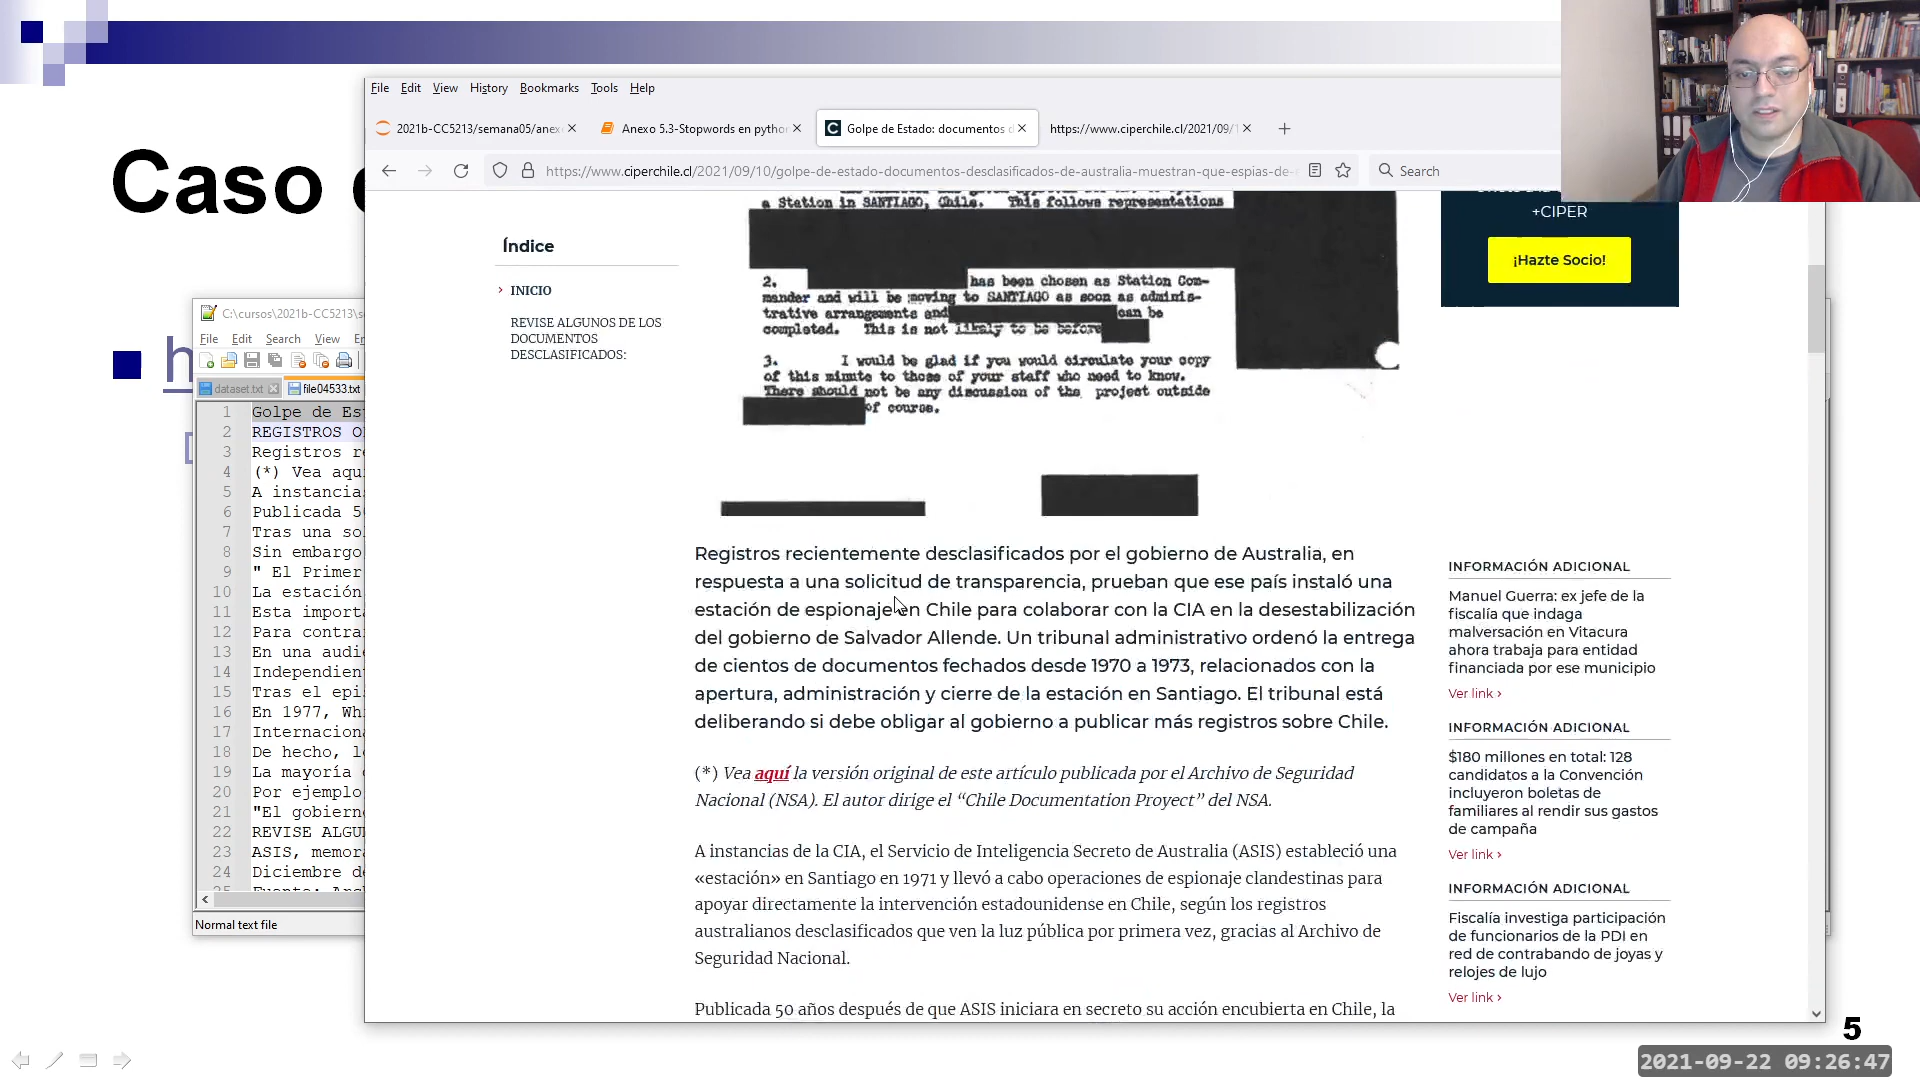 Caso
File Edit View History Bookmarks Tools Help
2021b-CC5213/semana05/anex
Anexo 5.3-Stopwords en pytho
Golpe de Estado: documentos d
https://www.ciperchile.cl/2021/09/1
https://www.ciperchile.cl/2021/09/10/golpe-de-estado-documentos-desclasificados-de-australia-muestran-que-espias-de-
Search
a Station in SANTIAGO, Chile. This follows representations
2. has been chosen as Station Com-
mander and will be moving to SANTIAGO as soon as adminis-
trative arrangements and can be
completed. This is not likely to be before
3. I would be glad if you would circulate your copy
of this minute to those of your staff who need to know.
There should not be any discussion of the project outside
of course.
Índice
INICIO
REVISE ALGUNOS DE LOS
DOCUMENTOS
DESCLASIFICADOS:
+CIPER
¡Hazte Socio!
Registros recientemente desclasificados por el gobierno de Australia, en
respuesta a una solicitud de transparencia, prueban que ese país instaló una
estación de espionaje en Chile para colaborar con la CIA en la desestabilización
del gobierno de Salvador Allende. Un tribunal administrativo ordenó la entrega
de cientos de documentos fechados desde 1970 a 1973, relacionados con la
apertura, administración y cierre de la estación en Santiago. El tribunal está
deliberando si debe obligar al gobierno a publicar más registros sobre Chile.
(*) Vea aquí la versión original de este artículo publicada por el Archivo de Seguridad
Nacional (NSA). El autor dirige el “Chile Documentation Proyect” del NSA.
A instancias de la CIA, el Servicio de Inteligencia Secreto de Australia (ASIS) estableció una
«estación» en Santiago en 1971 y llevó a cabo operaciones de espionaje clandestinas para
apoyar directamente la intervención estadounidense en Chile, según los registros
australianos desclasificados que ven la luz pública por primera vez, gracias al Archivo de
Seguridad Nacional.
Publicada 50 años después de que ASIS iniciara en secreto su acción encubierta en Chile, la
INFORMACIÓN ADICIONAL
Manuel Guerra: ex jefe de la
fiscalía que indaga
malversación en Vitacura
ahora trabaja para entidad
financiada por ese municipio
Ver link ›
INFORMACIÓN ADICIONAL
$180 millones en total: 128
candidatos a la Convención
incluyeron boletas de
familiares al rendir sus gastos
de campaña
Ver link ›
INFORMACIÓN ADICIONAL
Fiscalía investiga participación
de funcionarios de la PDI en
red de contrabando de joyas y
relojes de lujo
Ver link ›
C:\cursos\2021b-CC5213\se
File Edit Search View
dataset.txt file04533.txt
1 Golpe de Es
2 REGISTROS O
3 Registros re
4 (*) Vea aqu
5 A instancia
6 Publicada 5
7 Tras una so
8 Sin embargo
9 " El Primer
10 La estación
11 Esta import
12 Para contra
13 En una audi
14 Independien
15 Tras el epi
16 En 1977, Wh
17 Internacion
18 De hecho, l
19 La mayoría
20 Por ejemplo
21 "El gobiern
22 REVISE ALGU
23 ASIS, memor
24 Diciembre d
25
Normal text file
5
2021-09-22 09:26:47